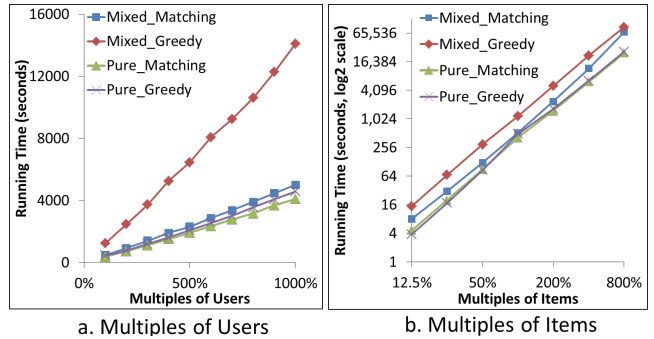 Mixed_Matching
Mixed_Greedy
Pure_Matching
Pure_Greedy
Running Time (seconds)
16000
12000
8000
4000
0
0%
500%
1000%
Multiples of Users
a. Multiples of Users
Mixed_Matching
Mixed_Greedy
Pure_Matching
Pure_Greedy
Running Time (seconds, log2 scale)
65,536
16,384
4,096
1,024
256
64
16
4
1
12.5%
50%
200%
800%
Multiples of Items
b. Multiples of Items